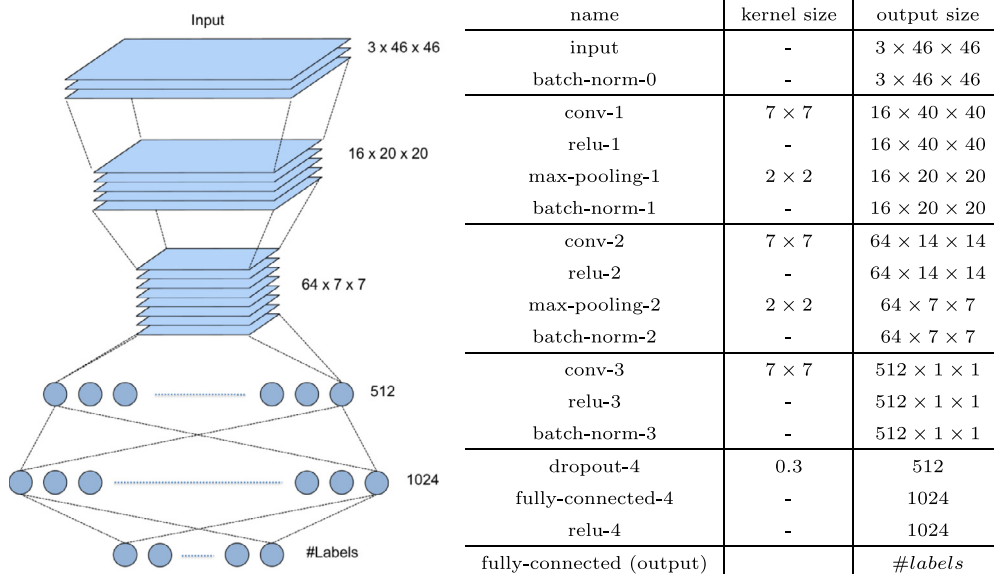 Input
3 x 46 x 46
16 x 20 x 20
64 x 7 x 7
512
1024
#Labels
name kernel size output size
input - 3 × 46 × 46
batch-norm-0 - 3 × 46 × 46
conv-1 7 × 7 16 × 40 × 40
relu-1 - 16 × 40 × 40
max-pooling-1 2 × 2 16 × 20 × 20
batch-norm-1 - 16 × 20 × 20
conv-2 7 × 7 64 × 14 × 14
relu-2 - 64 × 14 × 14
max-pooling-2 2 × 2 64 × 7 × 7
batch-norm-2 - 64 × 7 × 7
conv-3 7 × 7 512 × 1 × 1
relu-3 - 512 × 1 × 1
batch-norm-3 - 512 × 1 × 1
dropout-4 0.3 512
fully-connected-4 - 1024
relu-4 - 1024
fully-connected (output) #labels